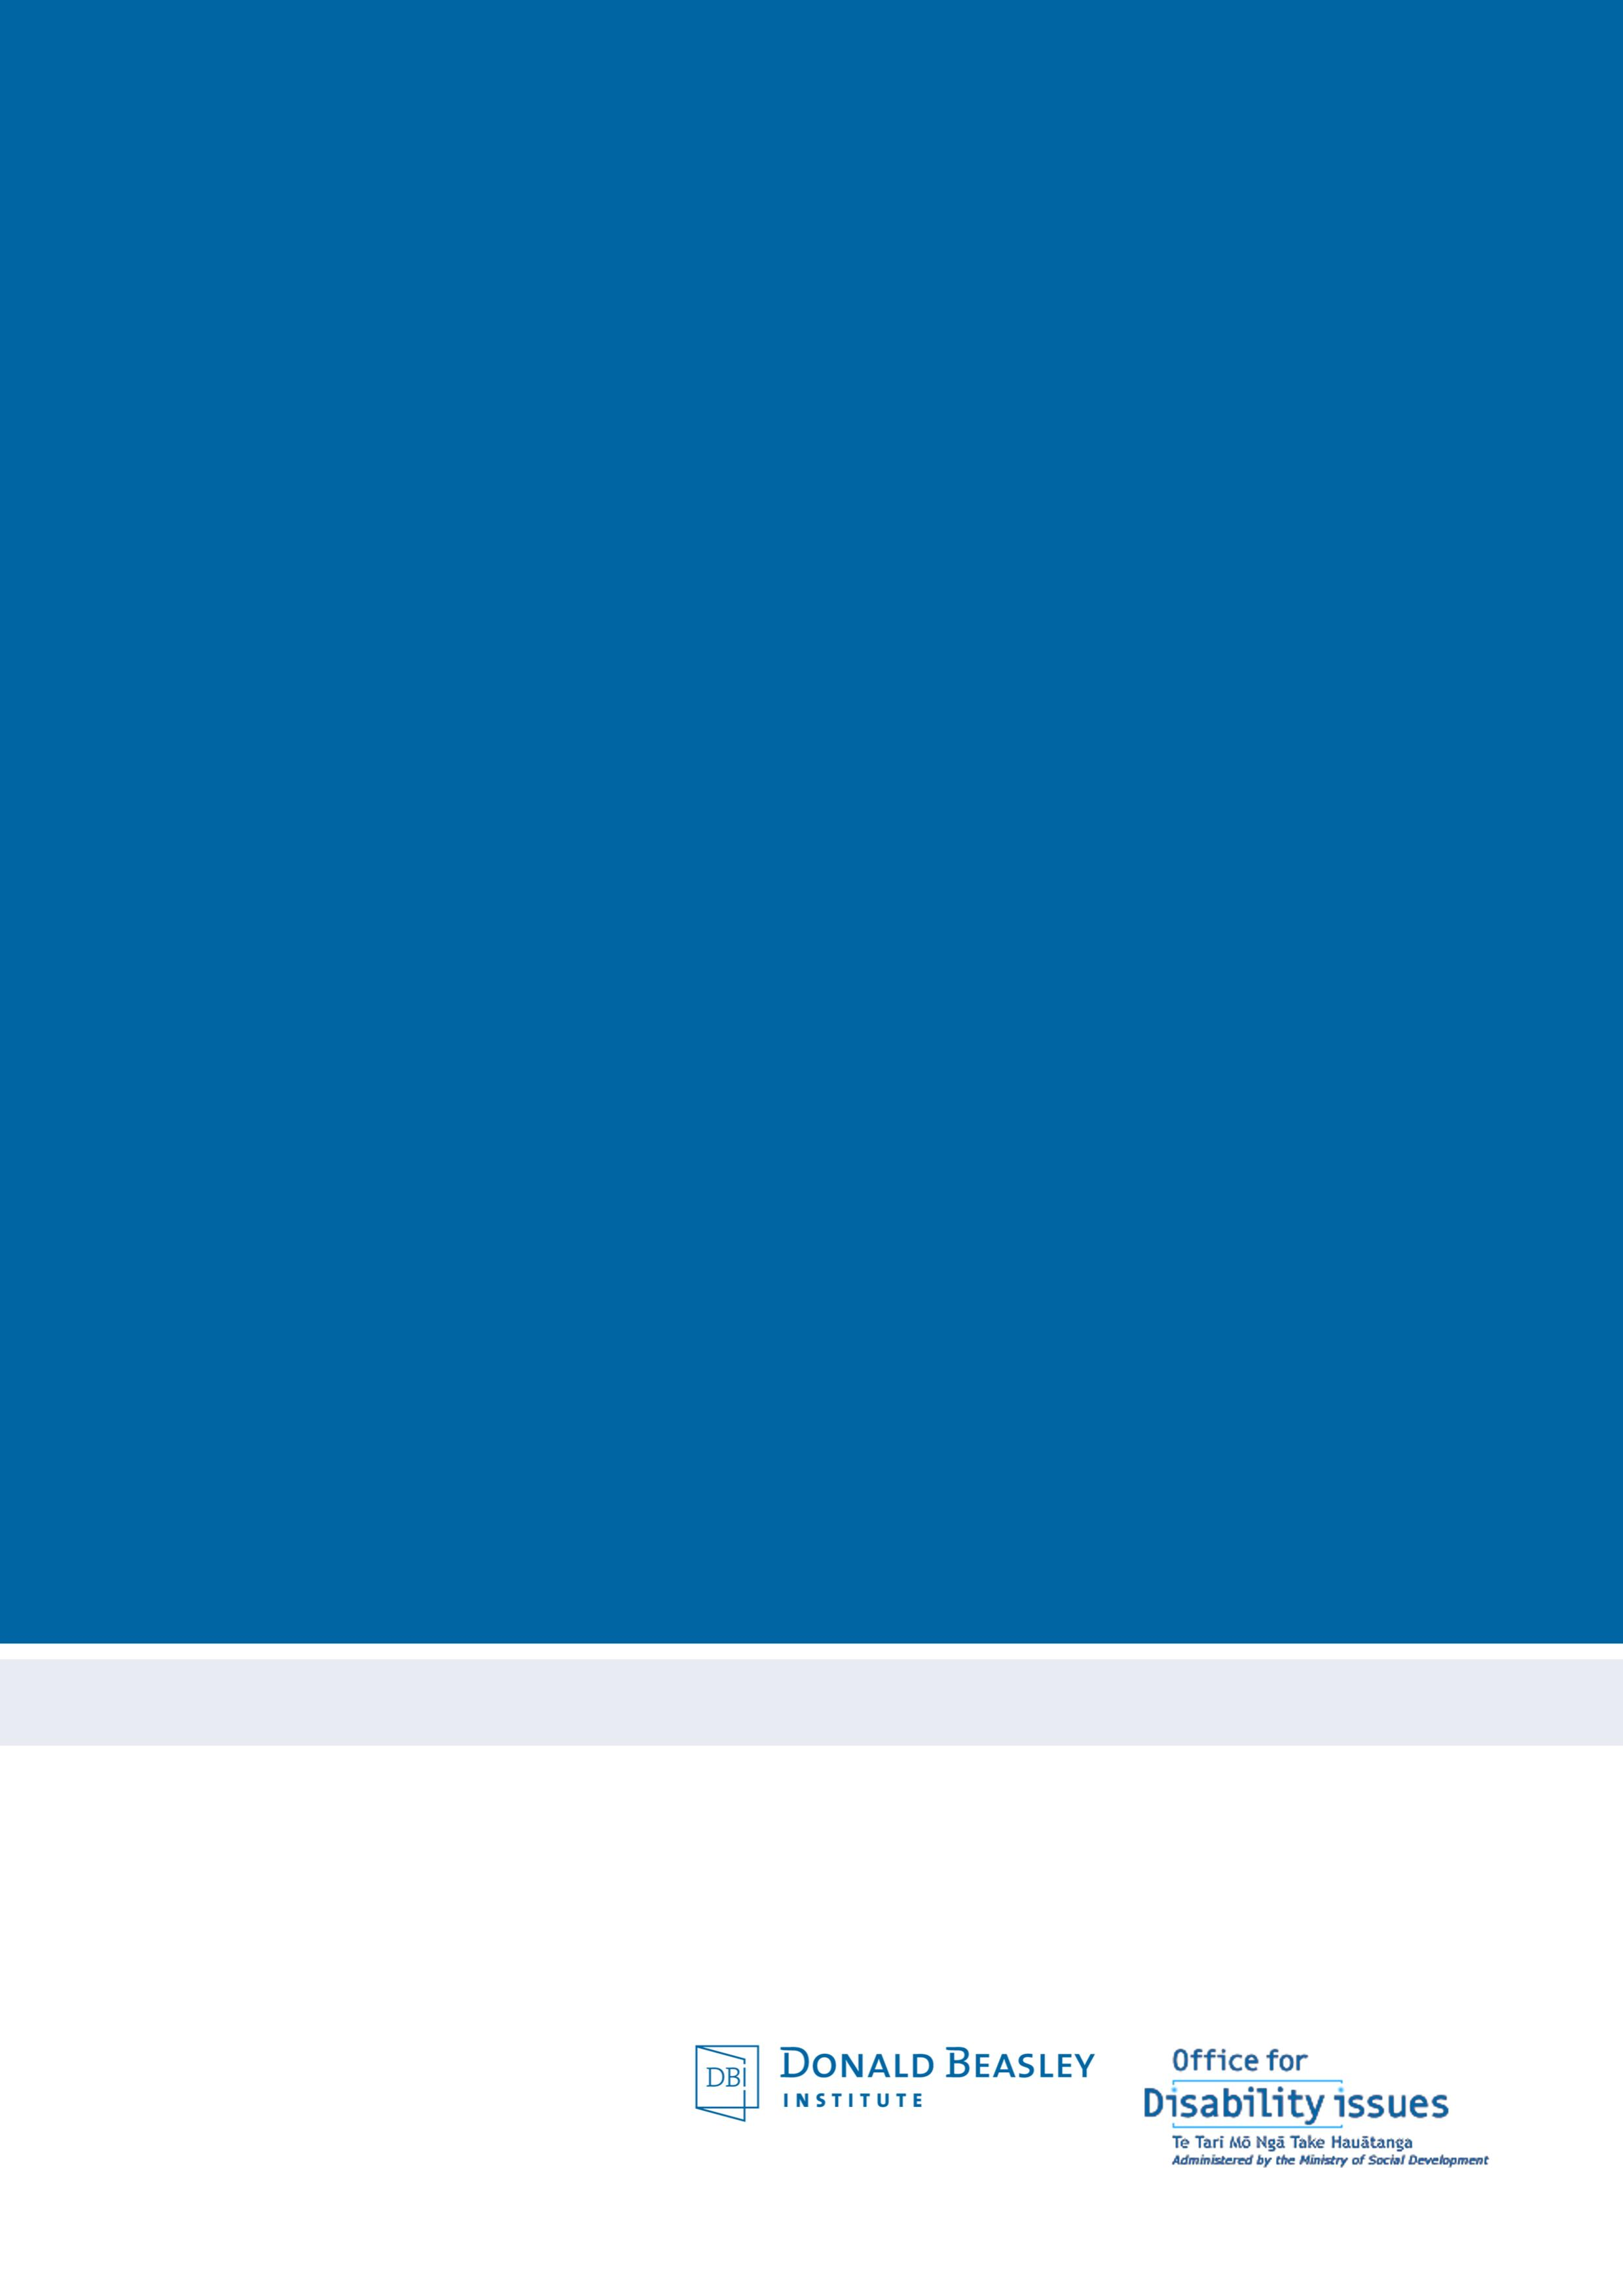 DBI
DONALD BEASLEY
INSTITUTE
Office for
Disability issues
Te Tari Mō Ngā Take Hauātanga
Administered by the Ministry of Social Development